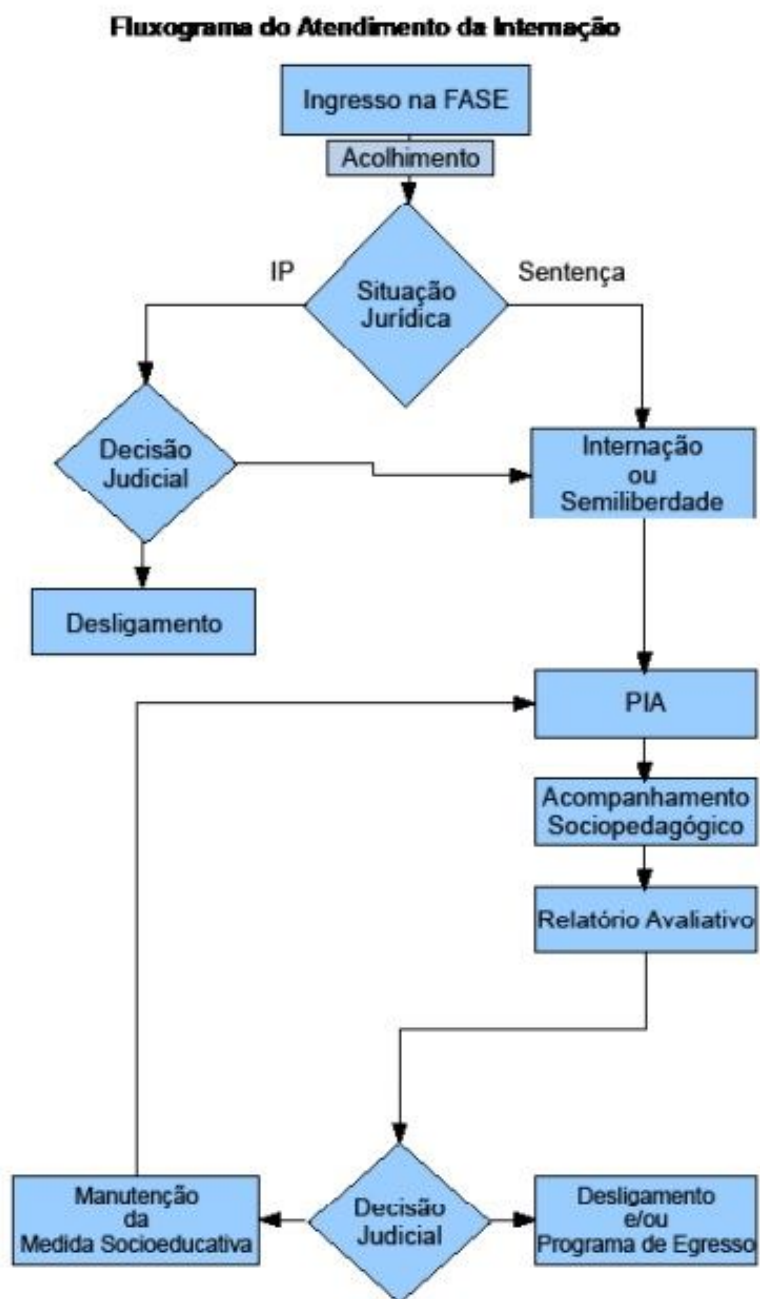 Fluxograma do Atendimento da Internação
Ingresso na FASE
Acolhimento
IP
Sentença
Situação
Jurídica
Decisão
Judicial
Internação
ou
Semiliberdade
Desligamento
PIA
Acompanhamento
Sociopedagógico
Relatório Avaliativo
Manutenção
da
Medida Socioeducativa
Decisão
Judicial
Desligamento
e/ou
Programa de Egresso